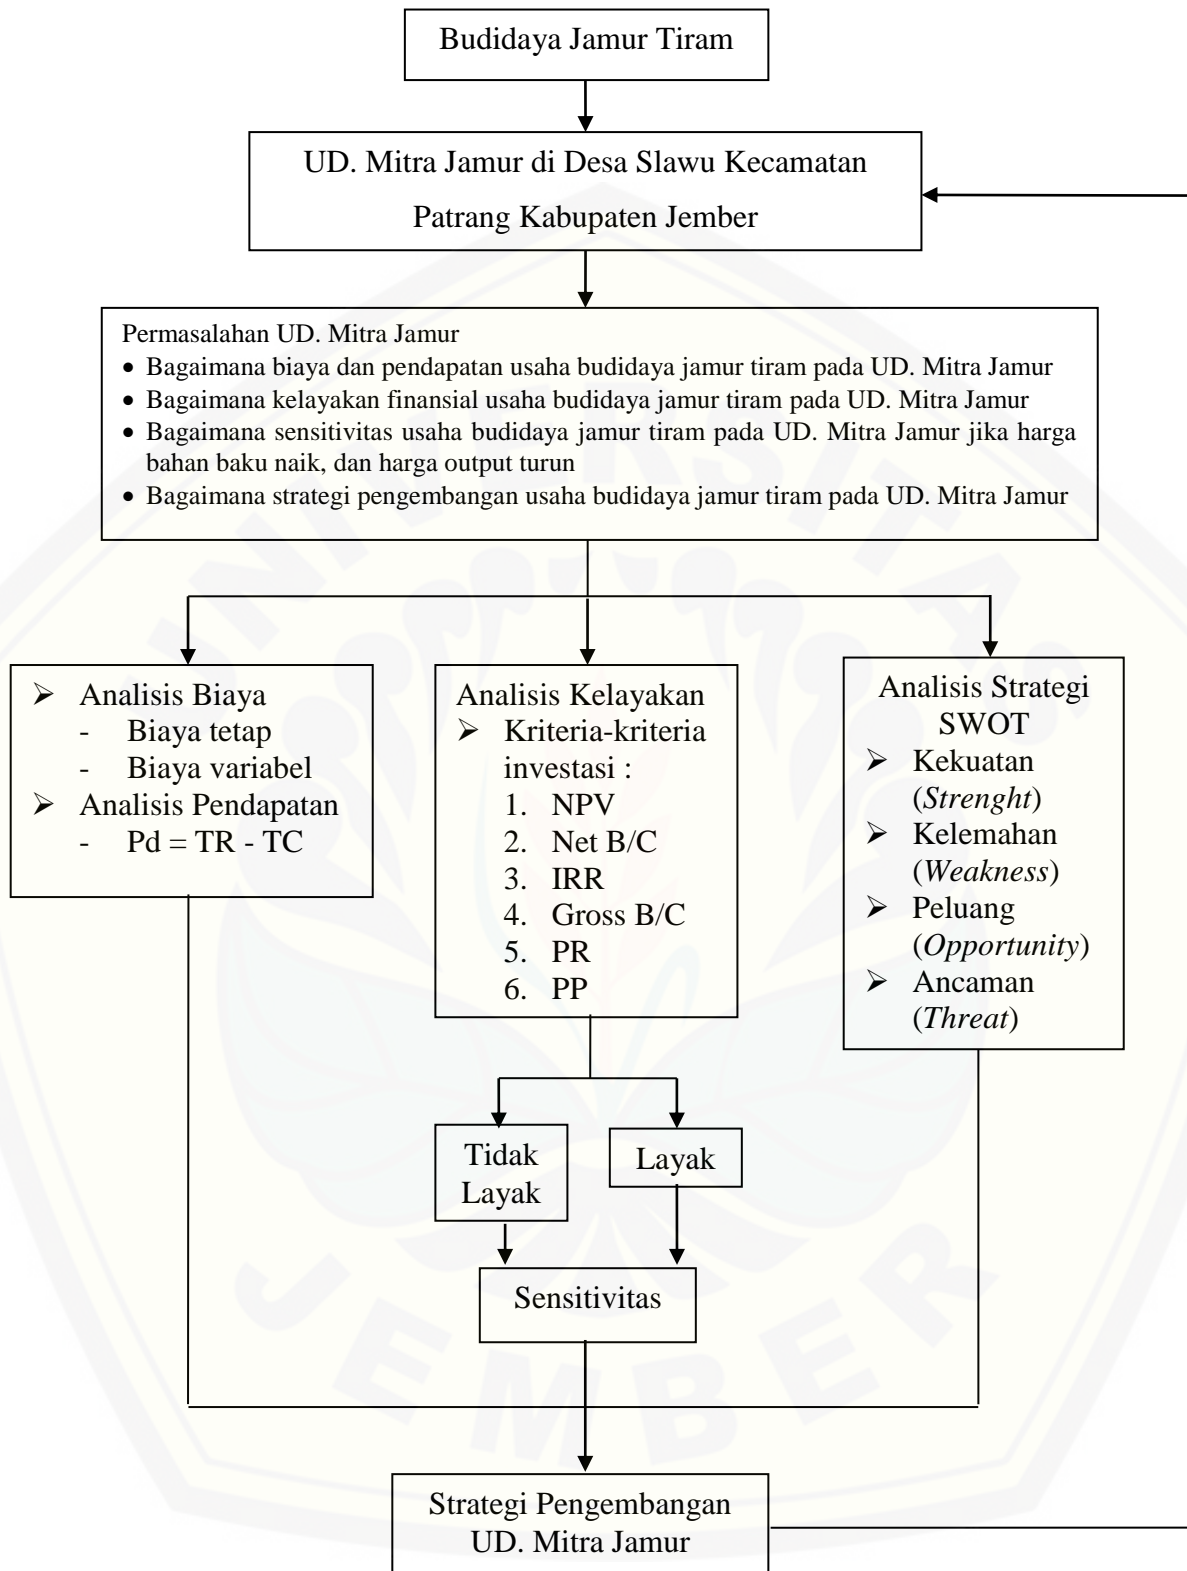 Budidaya Jamur Tiram
UD. Mitra Jamur di Desa Slawu Kecamatan
Patrang Kabupaten Jember
Permasalahan UD. Mitra Jamur
• Bagaimana biaya dan pendapatan usaha budidaya jamur tiram pada UD. Mitra Jamur
• Bagaimana kelayakan finansial usaha budidaya jamur tiram pada UD. Mitra Jamur
• Bagaimana sensitivitas usaha budidaya jamur tiram pada UD. Mitra Jamur jika harga
bahan baku naik, dan harga output turun
• Bagaimana strategi pengembangan usaha budidaya jamur tiram pada UD. Mitra Jamur
➢ Analisis Biaya
- Biaya tetap
- Biaya variabel
➢ Analisis Pendapatan
- Pd = TR - TC
Analisis Kelayakan
➢ Kriteria-kriteria
investasi :
1. NPV
2. Net B/C
3. IRR
4. Gross B/C
5. PR
6. PP
Analisis Strategi
SWOT
➢ Kekuatan
(Strenght)
➢ Kelemahan
(Weakness)
➢ Peluang
(Opportunity)
➢ Ancaman
(Threat)
Tidak
Layak
Layak
Sensitivitas
Strategi Pengembangan
UD. Mitra Jamur
UNIVERSITAS
JEMBER